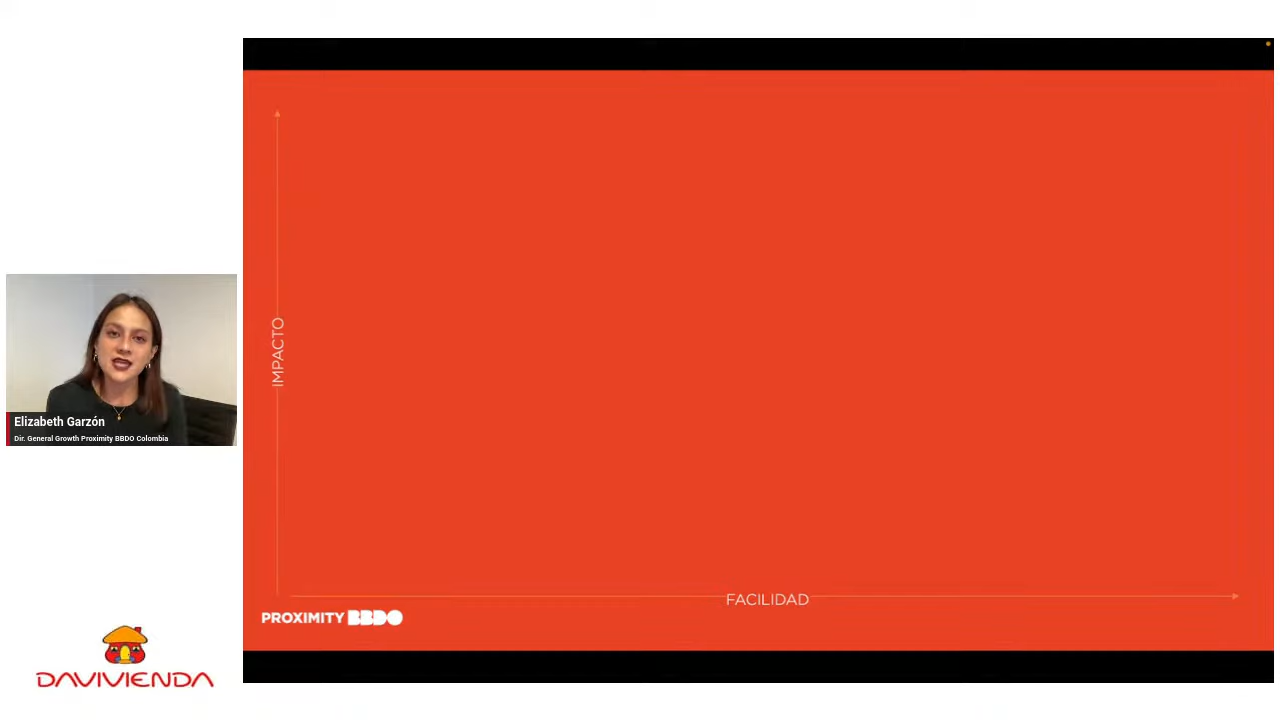 IMPACTO
FACILIDAD
PROXIMITY BBDO
Elizabeth Garzón
Dir. General Growth Proximity BBDO Colombia
DAVIVIENDA